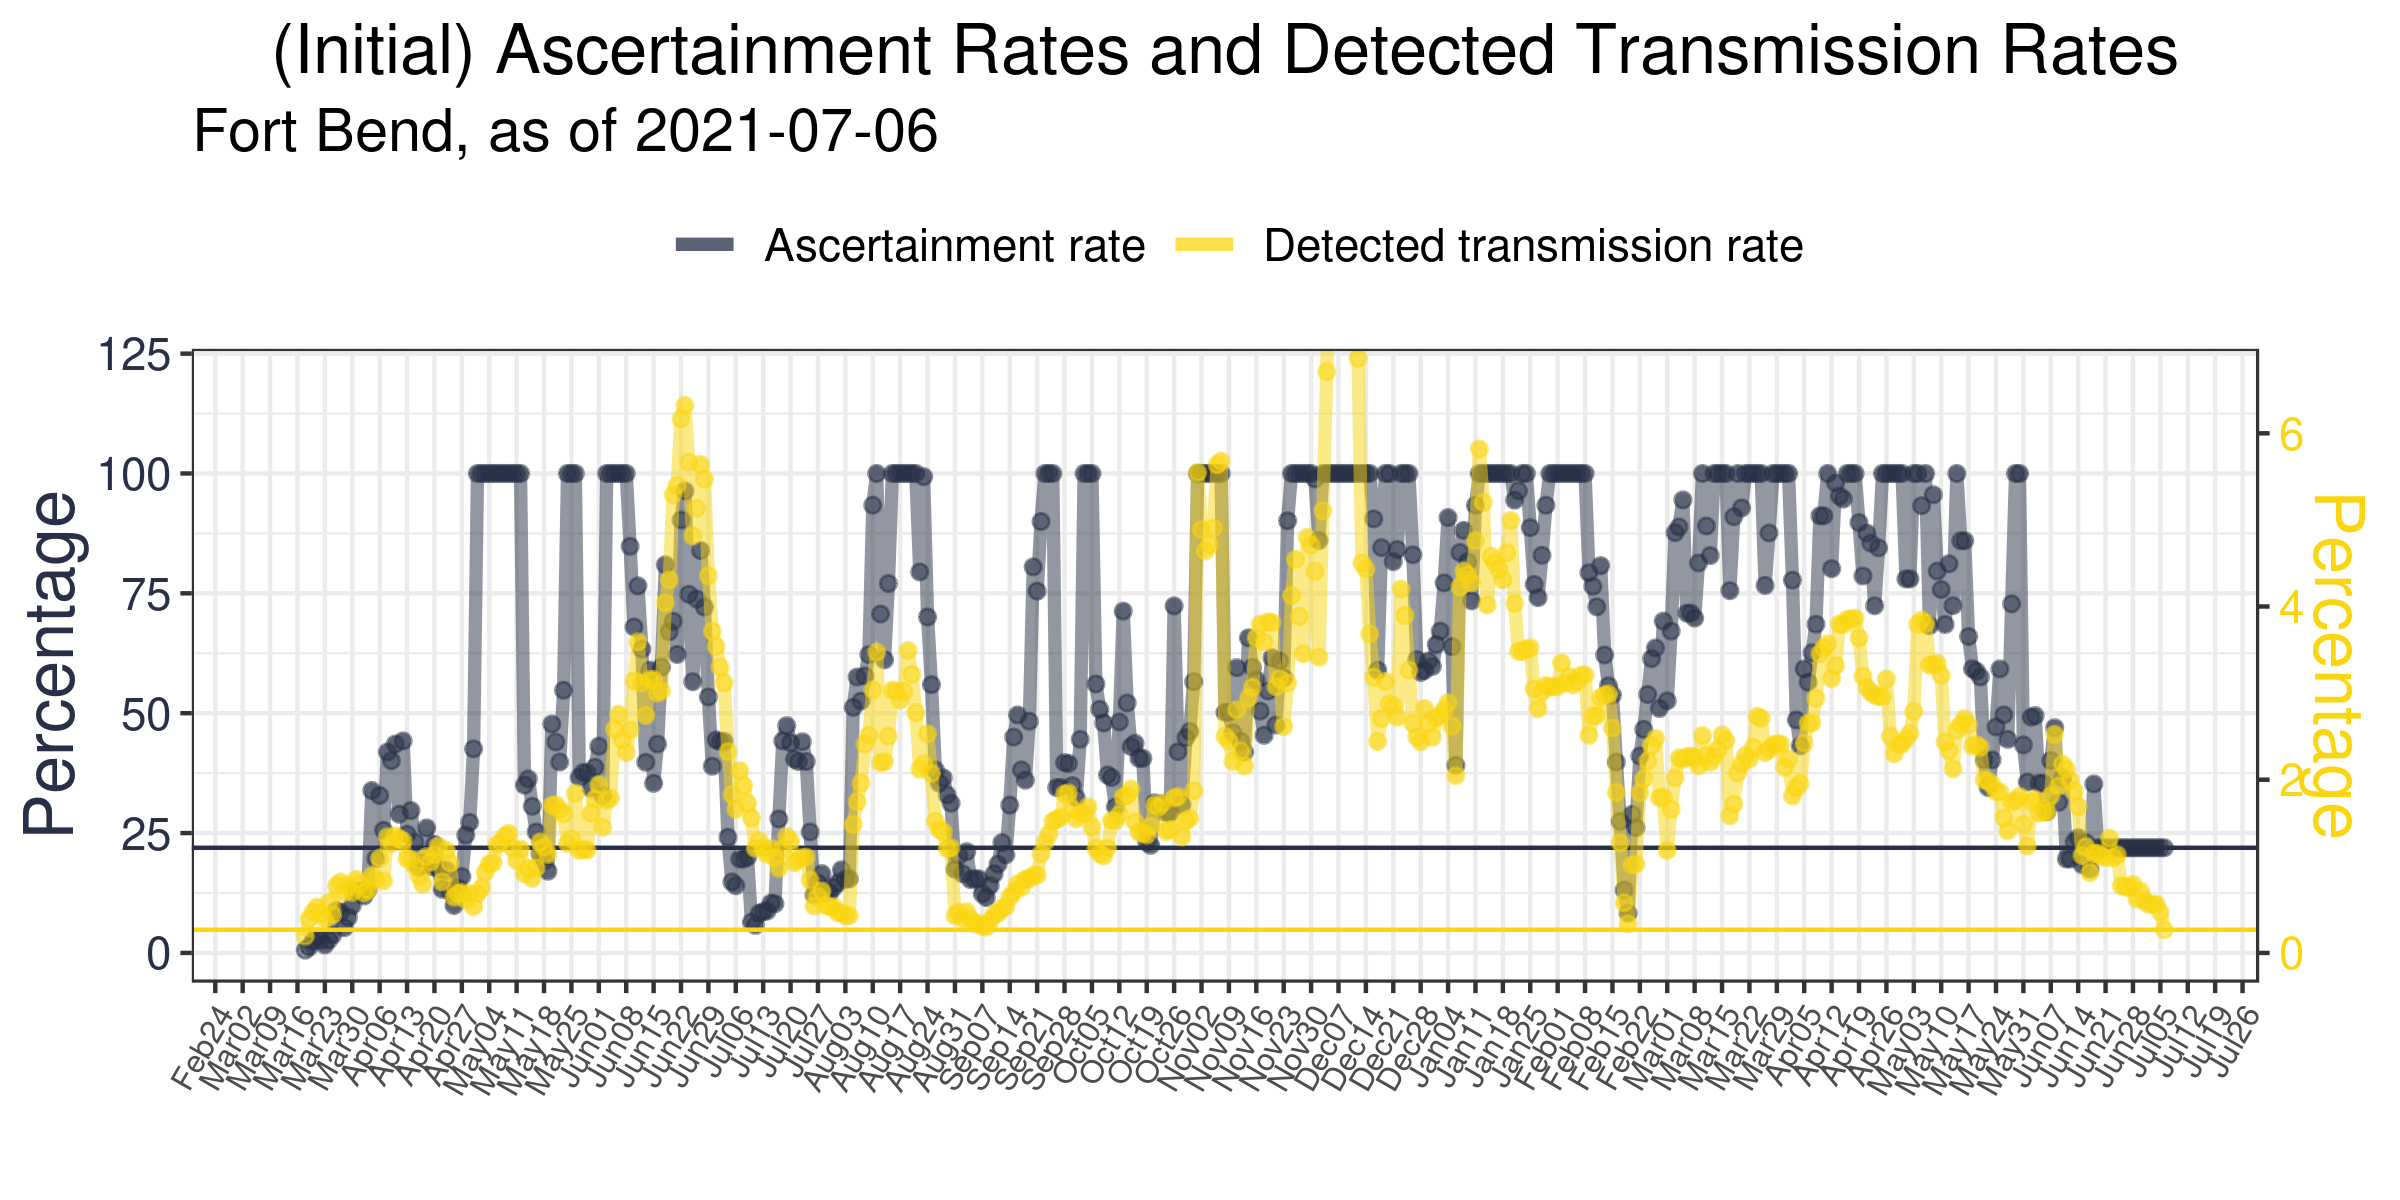 (Initial) Ascertainment Rates and Detected Transmission Rates
Fort Bend, as of 2021-07-06
Ascertainment rate
Detected transmission rate
125
100
75
50
25
0
Percentage
6
4
2
0
Percentage
Feb24
Mar02
Mar09
Mar16
Mar23
Mar30
Apr06
Apr13
Apr20
Apr27
May04
May11
May18
May25
Jun01
Jun08
Jun15
Jun22
Jun29
Jul06
Jul13
Jul20
Jul27
Aug03
Aug10
Aug17
Aug24
Aug31
Sep07
Sep14
Sep21
Sep28
Oct05
Oct12
Oct19
Oct26
Nov02
Nov09
Nov16
Nov23
Nov30
Dec07
Dec14
Dec21
Dec28
Jan04
Jan11
Jan18
Jan25
Feb01
Feb08
Feb15
Feb22
Mar01
Mar08
Mar15
Mar22
Mar29
Apr05
Apr12
Apr19
Apr26
May03
May10
May17
May24
May31
Jun07
Jun14
Jun21
Jun28
Jul05
Jul12
Jul19
Jul26